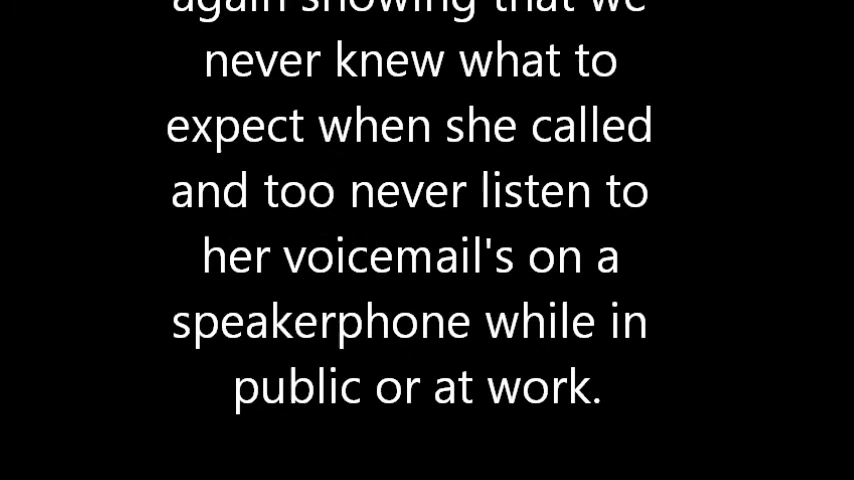 again showing that we
never knew what to
expect when she called
and too never listen to
her voicemail's on a
speakerphone while in
public or at work.